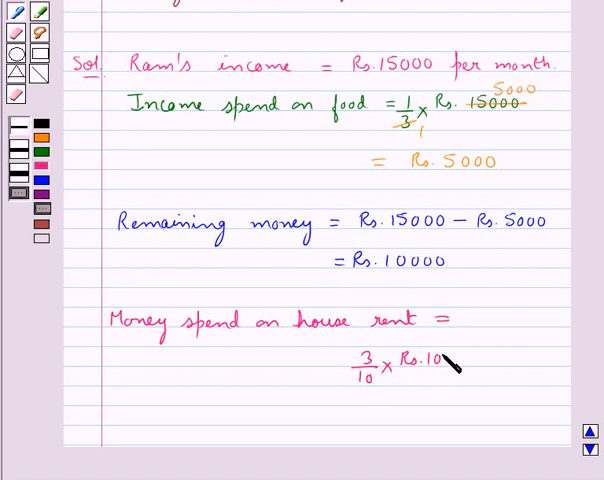 Sol. Ram's income = Rs.15000 per month.
5000
Income spend on food = 1/3 × Rs. 15000
1
= Rs. 5000
Remaining money = Rs.15000 - Rs.5000
= Rs.10000
Money spend on house rent =
3/10 × Rs.10